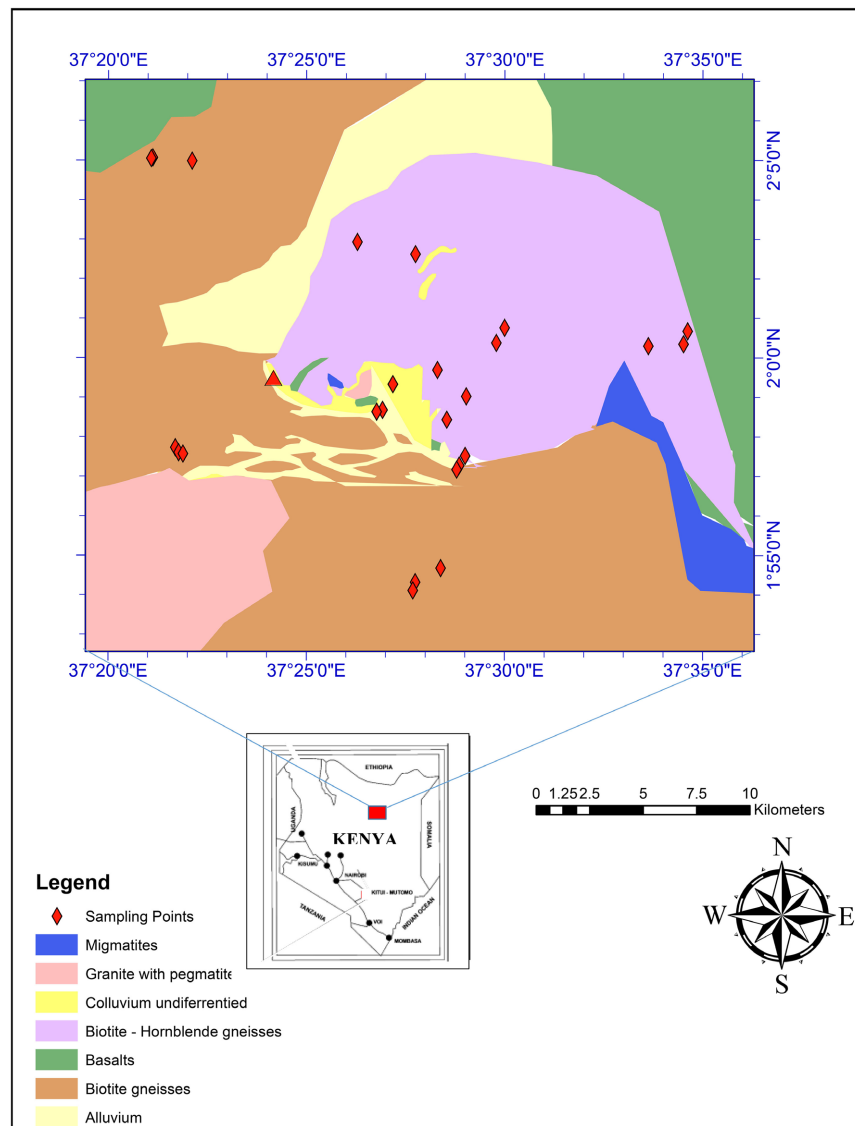 37°20'0"E 37°25'0"E 37°30'0"E 37°35'0"E
2°5'0"N
2°0'0"N
1°55'0"N
37°20'0"E 37°25'0"E 37°30'0"E 37°35'0"E
ETHIOPIA
UGANDA
SOMALIA
KENYA
KISUMU
NAIROBI
KITUI - MUTOMO
TANZANIA
VOI
INDIAN OCEAN
MOMBASA
0 1.25 2.5 5 7.5 10
Kilometers
N
W E
S
Legend
Sampling Points
Migmatites
Granite with pegmatite
Colluvium undiferrentied
Biotite - Hornblende gneisses
Basalts
Biotite gneisses
Alluvium